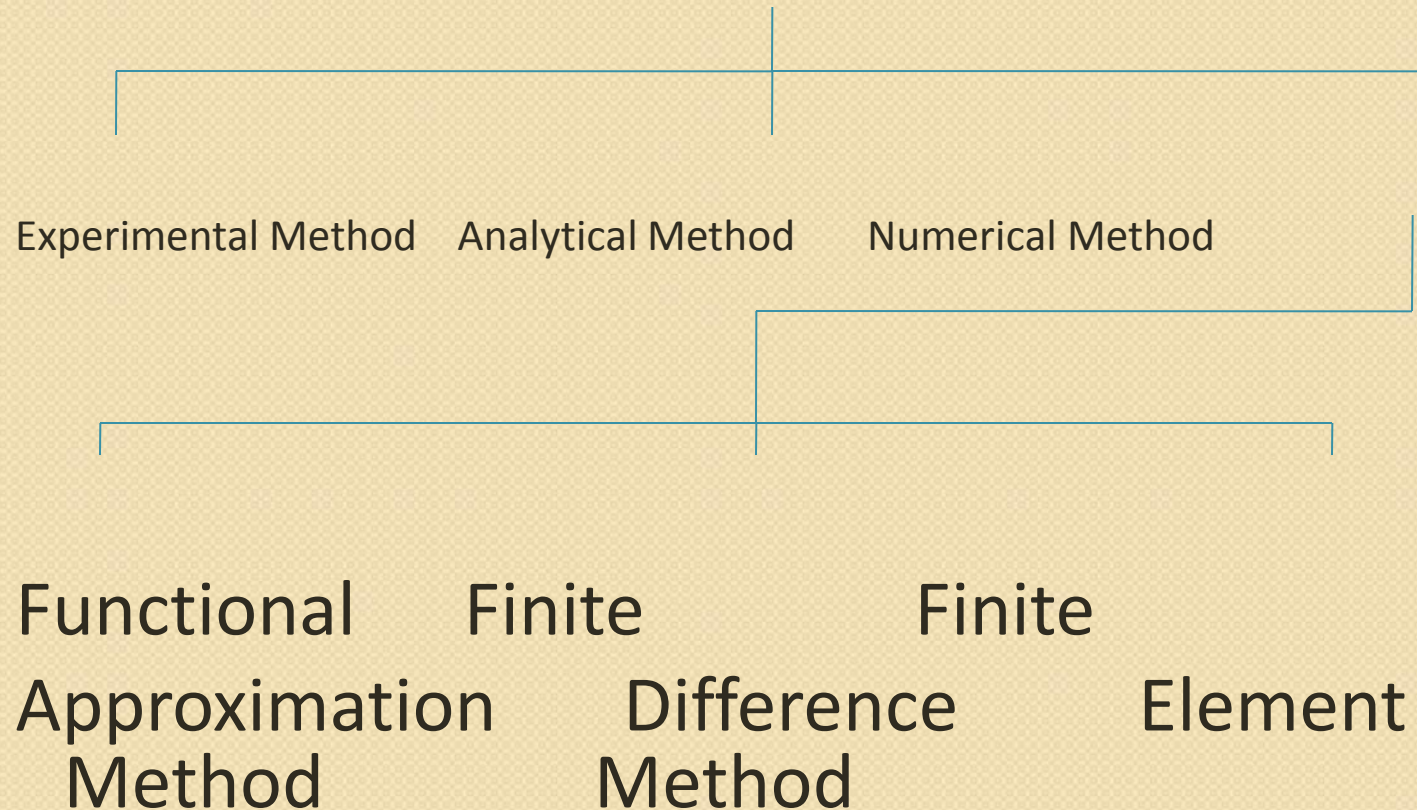 Experimental Method Analytical Method Numerical Method
Functional Finite Finite
Approximation Difference Element
Method Method